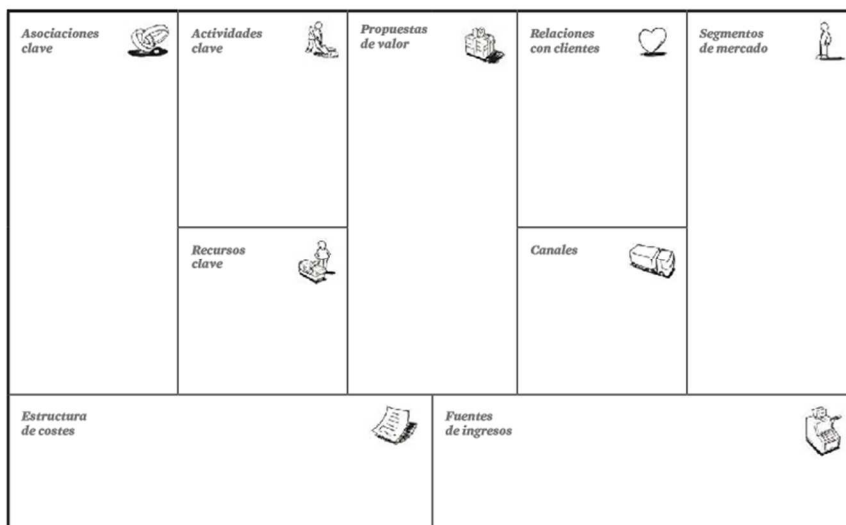 Asociaciones
clave
Actividades
clave
Propuestas
de valor
Relaciones
con clientes
Segmentos
de mercado
Recursos
clave
Canales
Estructura
de costes
Fuentes
de ingresos